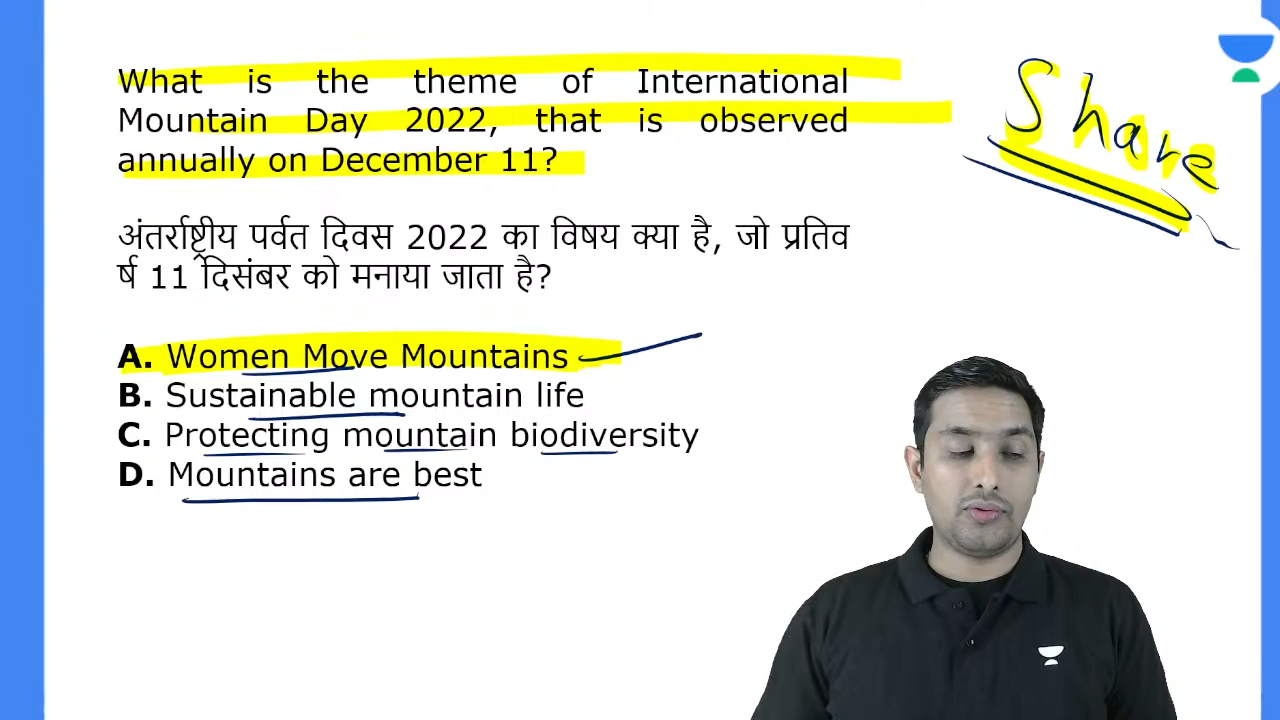 What is the theme of International
Mountain Day 2022, that is observed
annually on December 11?
Share
अंतर्राष्ट्रीय पर्वत दिवस 2022 का विषय क्या है, जो प्रतिव
र्ष 11 दिसंबर को मनाया जाता है?
A. Women Move Mountains
B. Sustainable mountain life
C. Protecting mountain biodiversity
D. Mountains are best